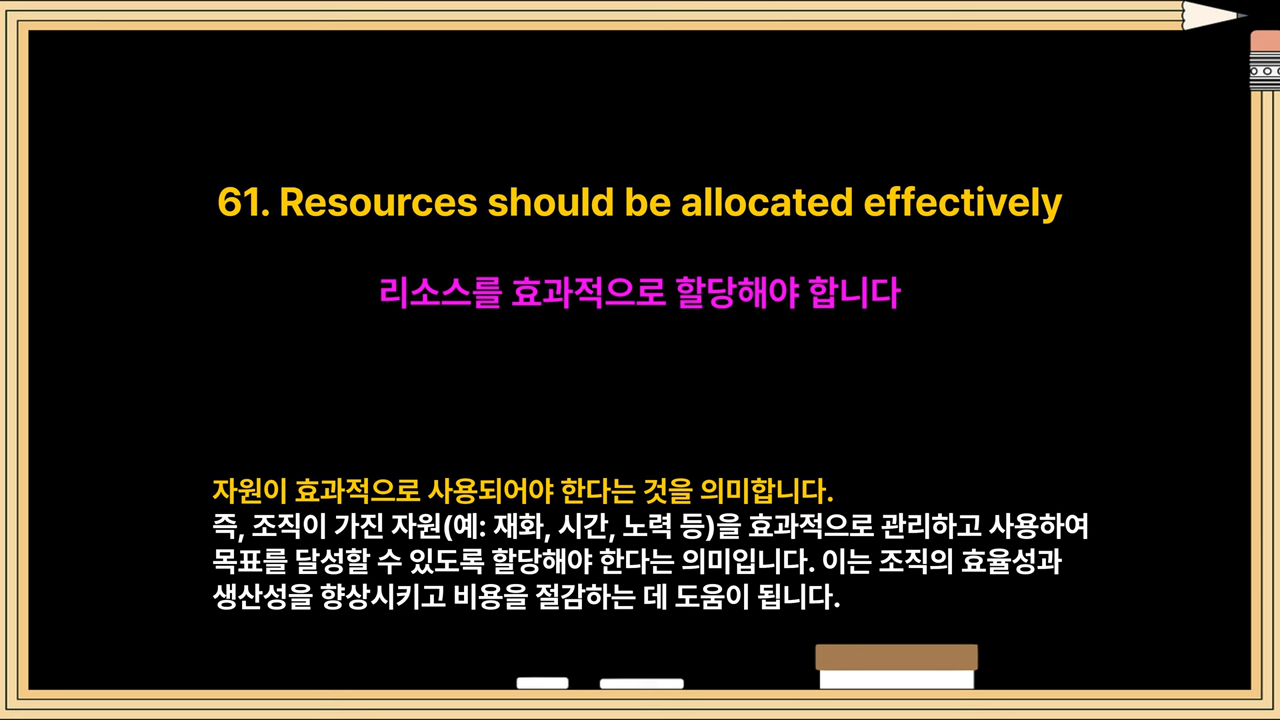 61. Resources should be allocated effectively
리소스를 효과적으로 할당해야 합니다
자원이 효과적으로 사용되어야 한다는 것을 의미합니다.
즉, 조직이 가진 자원(예: 재화, 시간, 노력 등)을 효과적으로 관리하고 사용하여
목표를 달성할 수 있도록 할당해야 한다는 의미입니다. 이는 조직의 효율성과
생산성을 향상시키고 비용을 절감하는 데 도움이 됩니다.